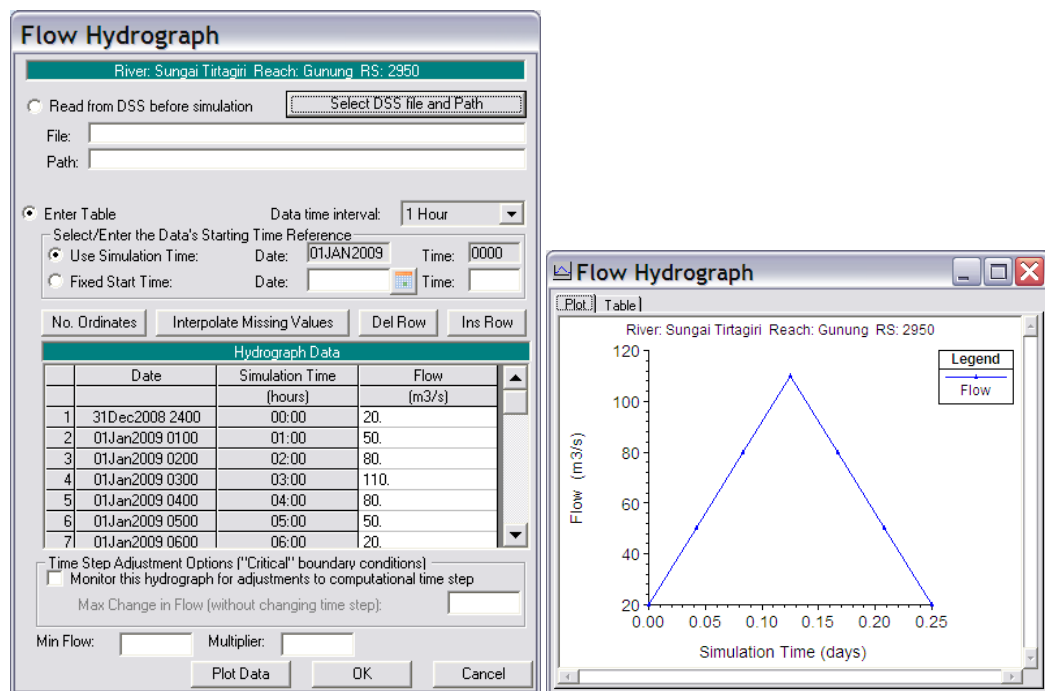 Flow Hydrograph
River: Sungai Tirtagiri Reach: Gunung RS: 2950
Read from DSS before simulation Select DSS file and Path
File:
Path:
Enter Table Data time interval: 1 Hour
Select/Enter the Data's Starting Time Reference
Use Simulation Time: Date: 01JAN2009 Time: 0000
Fixed Start Time: Date: Time:
No. Ordinates Interpolate Missing Values Del Row Ins Row
Hydrograph Data
Date Simulation Time Flow
(hours) (m3/s)
1 31Dec2008 2400 00:00 20.
2 01Jan2009 0100 01:00 50.
3 01Jan2009 0200 02:00 80.
4 01Jan2009 0300 03:00 110.
5 01Jan2009 0400 04:00 80.
6 01Jan2009 0500 05:00 50.
7 01Jan2009 0600 06:00 20.
Time Step Adjustment Options ("Critical" boundary conditions)
Monitor this hydrograph for adjustments to computational time step
Max Change in Flow (without changing time step):
Min Flow: Multiplier:
Plot Data OK Cancel
Flow Hydrograph
Plot Table
River: Sungai Tirtagiri Reach: Gunung RS: 2950
Legend
Flow
120
100
80
60
40
20
Flow (m3/s)
0.00 0.05 0.10 0.15 0.20 0.25
Simulation Time (days)